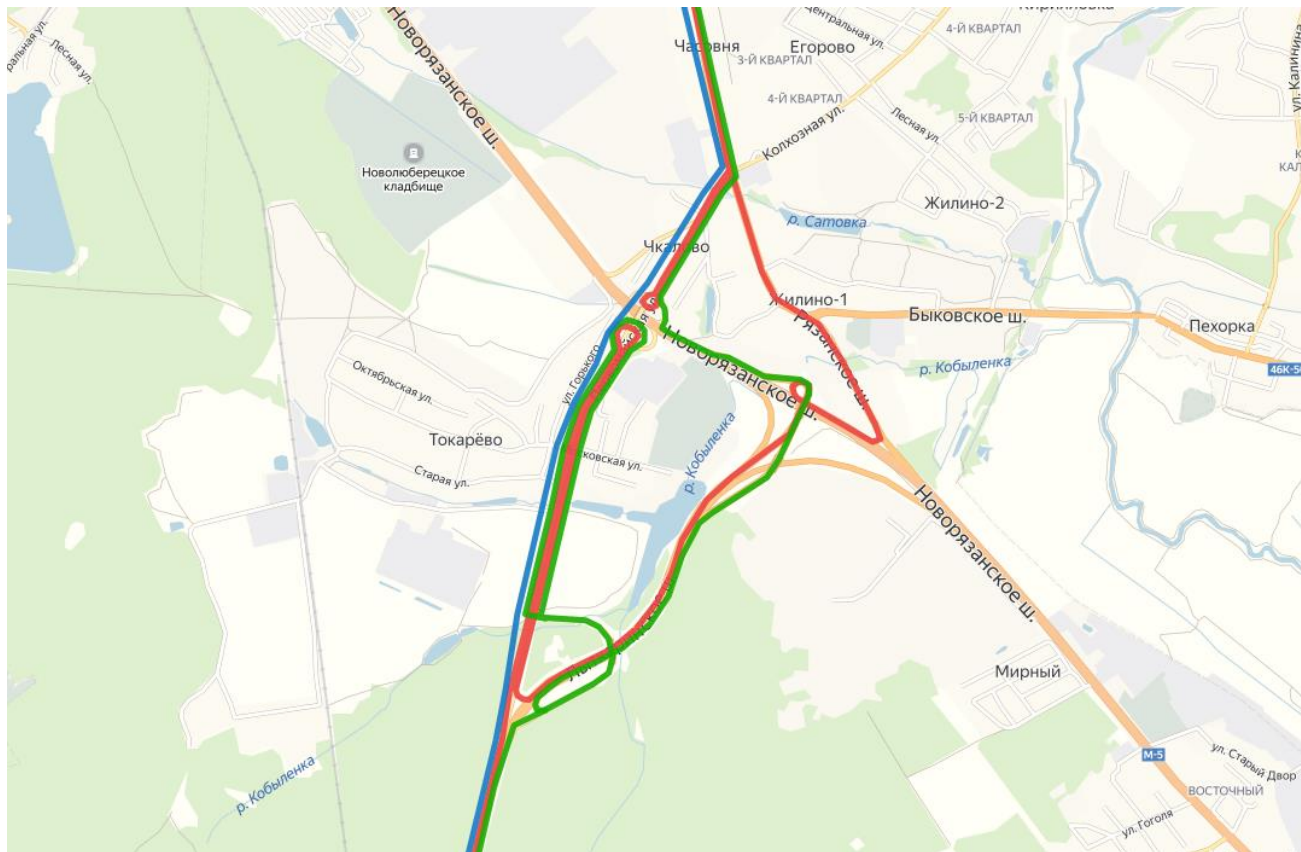 Новорязанское ш.
Лесная ул.
Часовня
Егорово
Центральная ул.
3-Й КВАРТАЛ
4-Й КВАРТАЛ
4-Й КВАРТАЛ
5-Й КВАРТАЛ
Лесная ул.
Колхозная ул.
ул. Калинина
Новолюберецкое
кладбище
Жилино-2
р. Сатовка
Чкалово
Жилино-1
Быковское ш.
Пехорка
Рязанское ш.
Новорязанское ш.
р. Кобыленка
ул. Горького
Октябрьская ул.
Токарёво
Старая ул.
р. Кобыленка
Новорязанское ш.
Мирный
М-5
ул. Старый Двор
ВОСТОЧНЫЙ
ул. Гоголя
р. Кобыленка